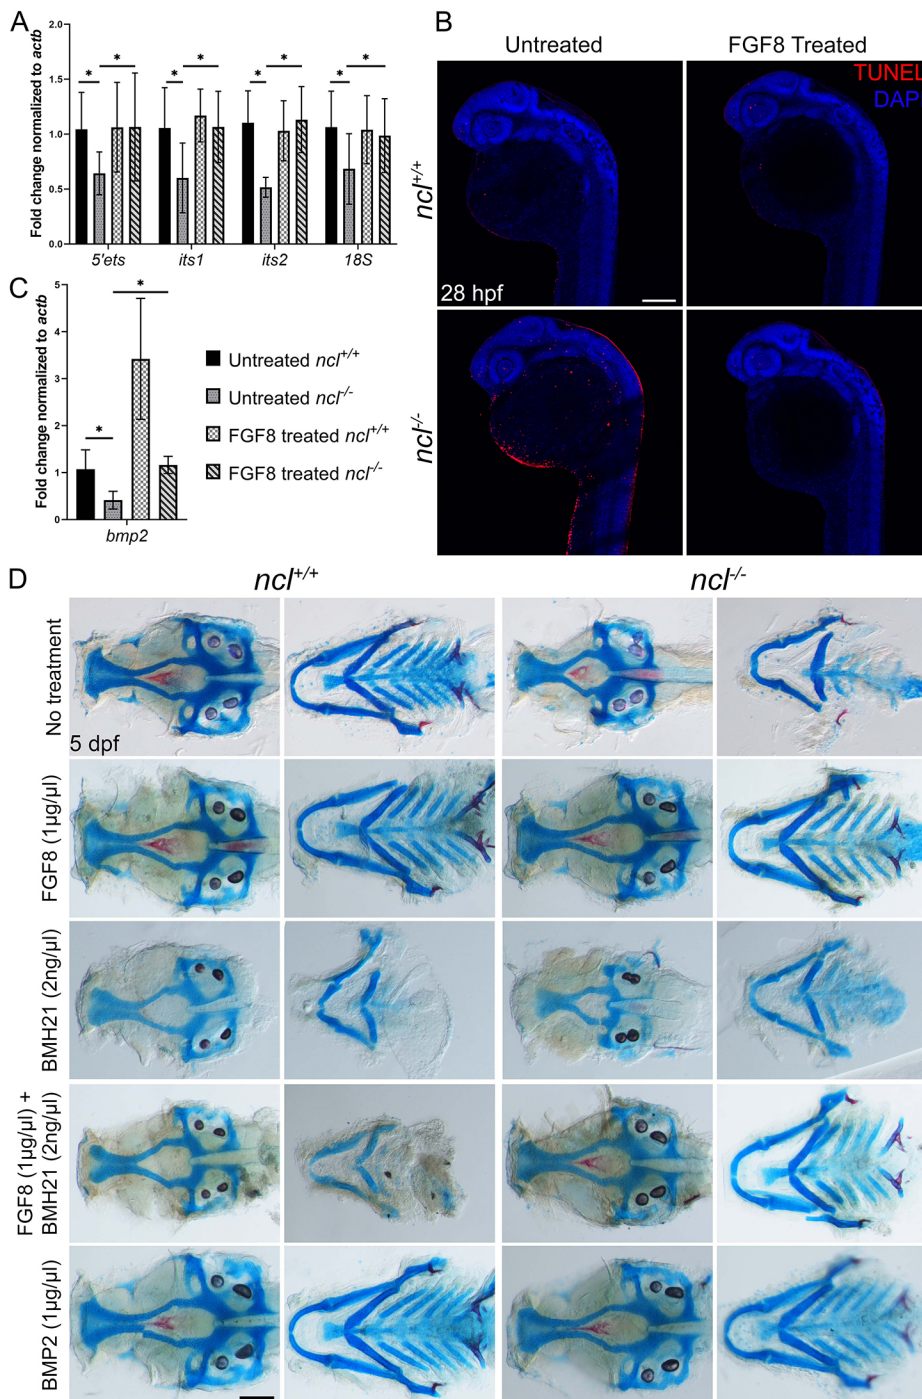 A
Fold change normalized to actb
2.0
1.5
1.0
0.5
0.0
* * * * * * * *
5'ets its1 its2 18S
B
Untreated FGF8 Treated
TUNEL
DAPI
ncl+/+
28 hpf
ncl-/-
C
Fold change normalized to actb
5
4
3
2
1
0
*
*
bmp2
Untreated ncl+/+
Untreated ncl-/-
FGF8 treated ncl+/+
FGF8 treated ncl-/-
D
ncl+/+ ncl-/-
No treatment
5 dpf
FGF8 (1µg/µl)
BMH21 (2ng/µl)
FGF8 (1µg/µl) +
BMH21 (2ng/µl)
BMP2 (1µg/µl)